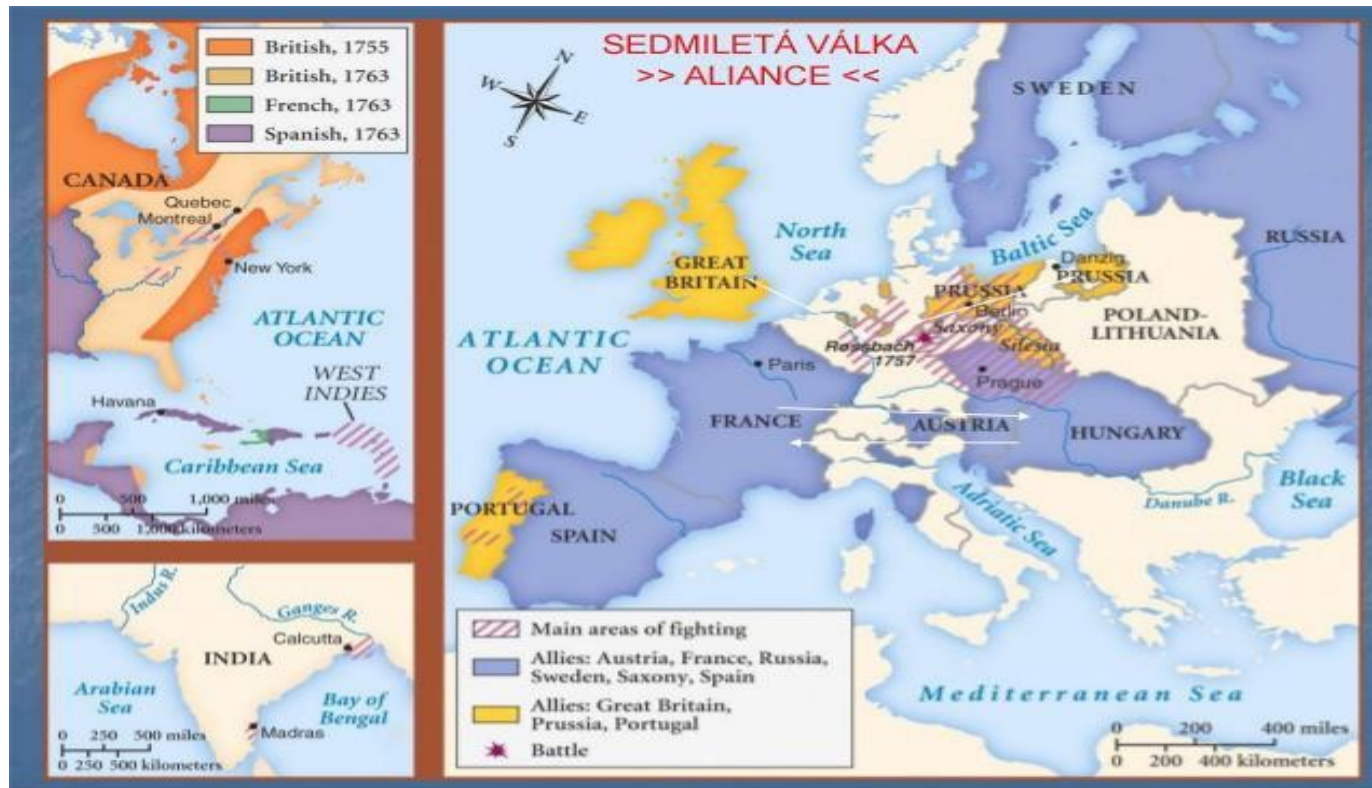 British, 1755
British, 1763
French, 1763
Spanish, 1763
CANADA
Quebec
Montreal
New York
ATLANTIC
OCEAN
WEST
INDIES
Havana
Caribbean Sea
0 500 1,000 miles
0 500 1,000 kilometers
Indus R.
Ganges R.
Calcutta
INDIA
Arabian
Sea
Bay of
Bengal
Madras
0 250 500 miles
0 250 500 kilometers
SEDMILETÁ VÁLKA
>> ALIANCE <<
N
W
E
S
SWEDEN
North
Sea
Baltic Sea
RUSSIA
GREAT
BRITAIN
Danzig
PRUSSIA
PRUSSIA
Berlin
POLAND-
LITHUANIA
Saxony
Silesia
Rossbach
1757
ATLANTIC
OCEAN
Paris
Prague
FRANCE
AUSTRIA
HUNGARY
Black
Sea
Danube R.
Adriatic Sea
PORTUGAL
SPAIN
Main areas of fighting
Allies: Austria, France, Russia,
Sweden, Saxony, Spain
Allies: Great Britain,
Prussia, Portugal
Battle
Mediterranean Sea
0 200 400 miles
0 200 400 kilometers